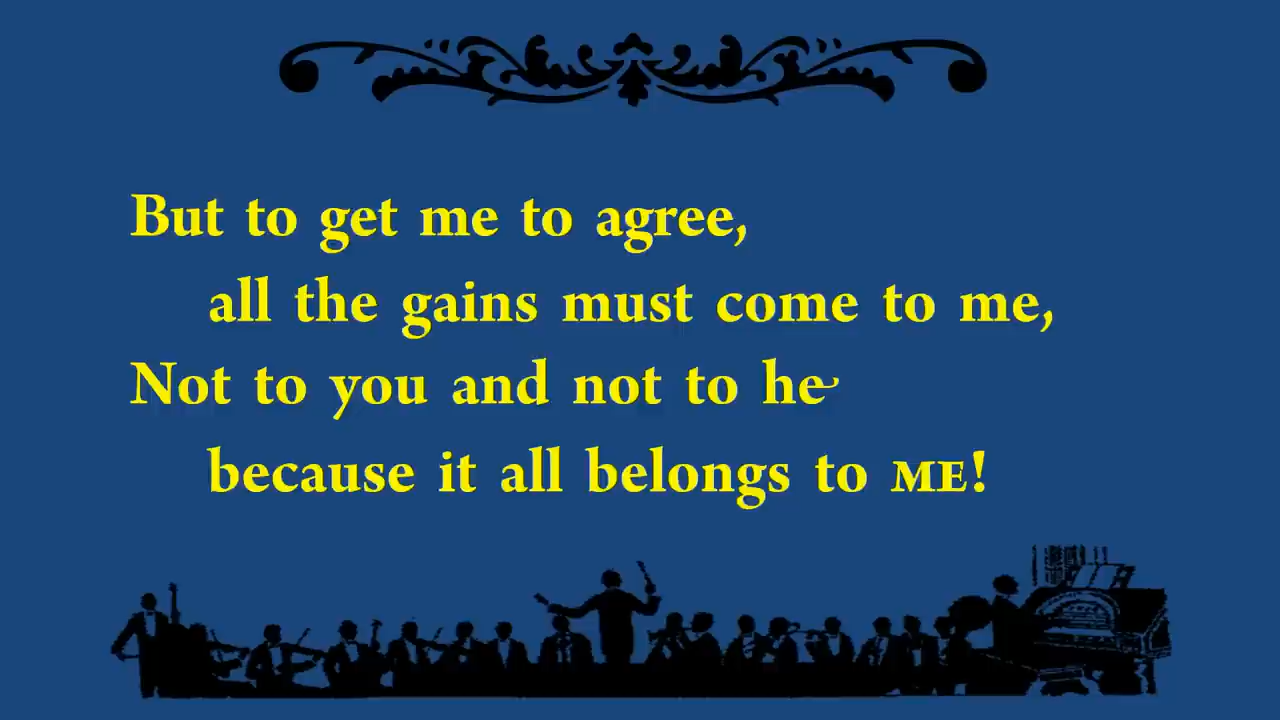 But to get me to agree,
all the gains must come to me,
Not to you and not to he
because it all belongs to ME!